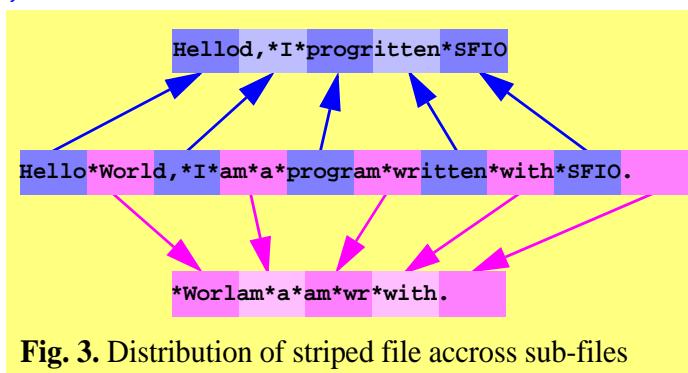 Hellod,*I*progritten*SFIO
Hello*World,*I*am*a*program*written*with*SFIO.
*Worlam*a*am*wr*with.
Fig. 3. Distribution of striped file accross sub-files